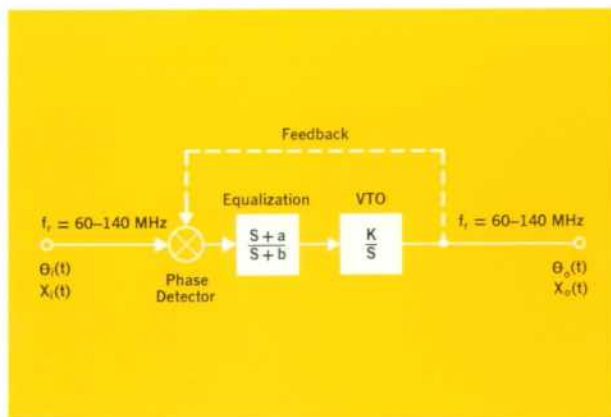 Feedback
Equalization
VTO
fᵣ = 60–140 MHz
fᵣ = 60–140 MHz
S + a
S + b
K
S
Θᵢ(t)
Xᵢ(t)
Phase
Detector
Θₒ(t)
Xₒ(t)